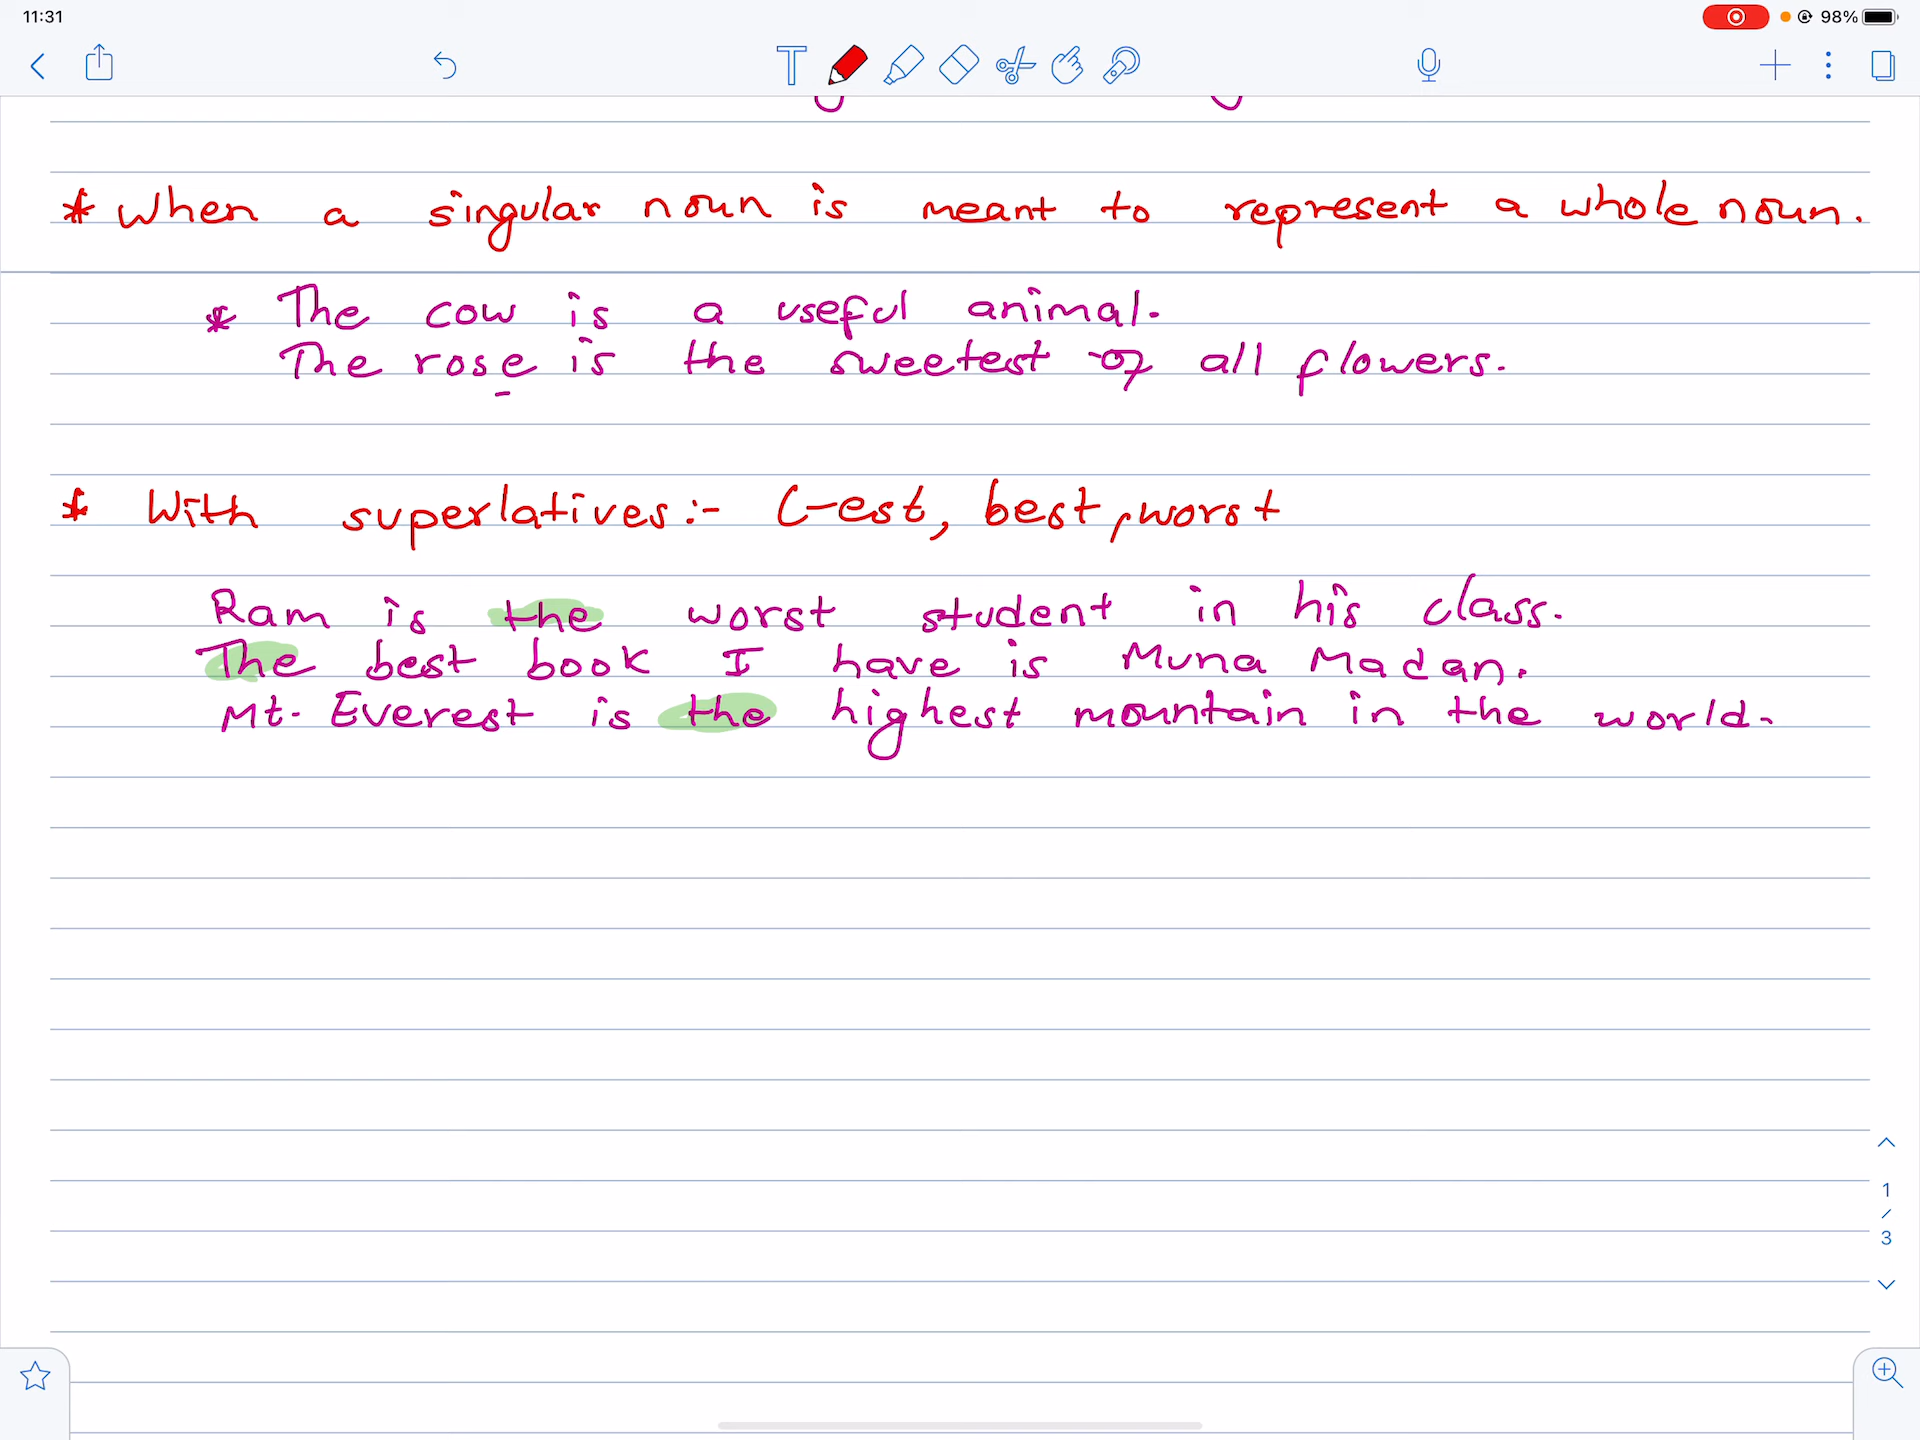 11:31
98%
* When a singular noun is meant to represent a whole noun.
* The cow is a useful animal.
The rose is the sweetest of all flowers.
* With superlatives:- (-est, best, worst
Ram is the worst student in his class.
The best book I have is Muna Madan.
Mt. Everest is the highest mountain in the world.
1
/
3